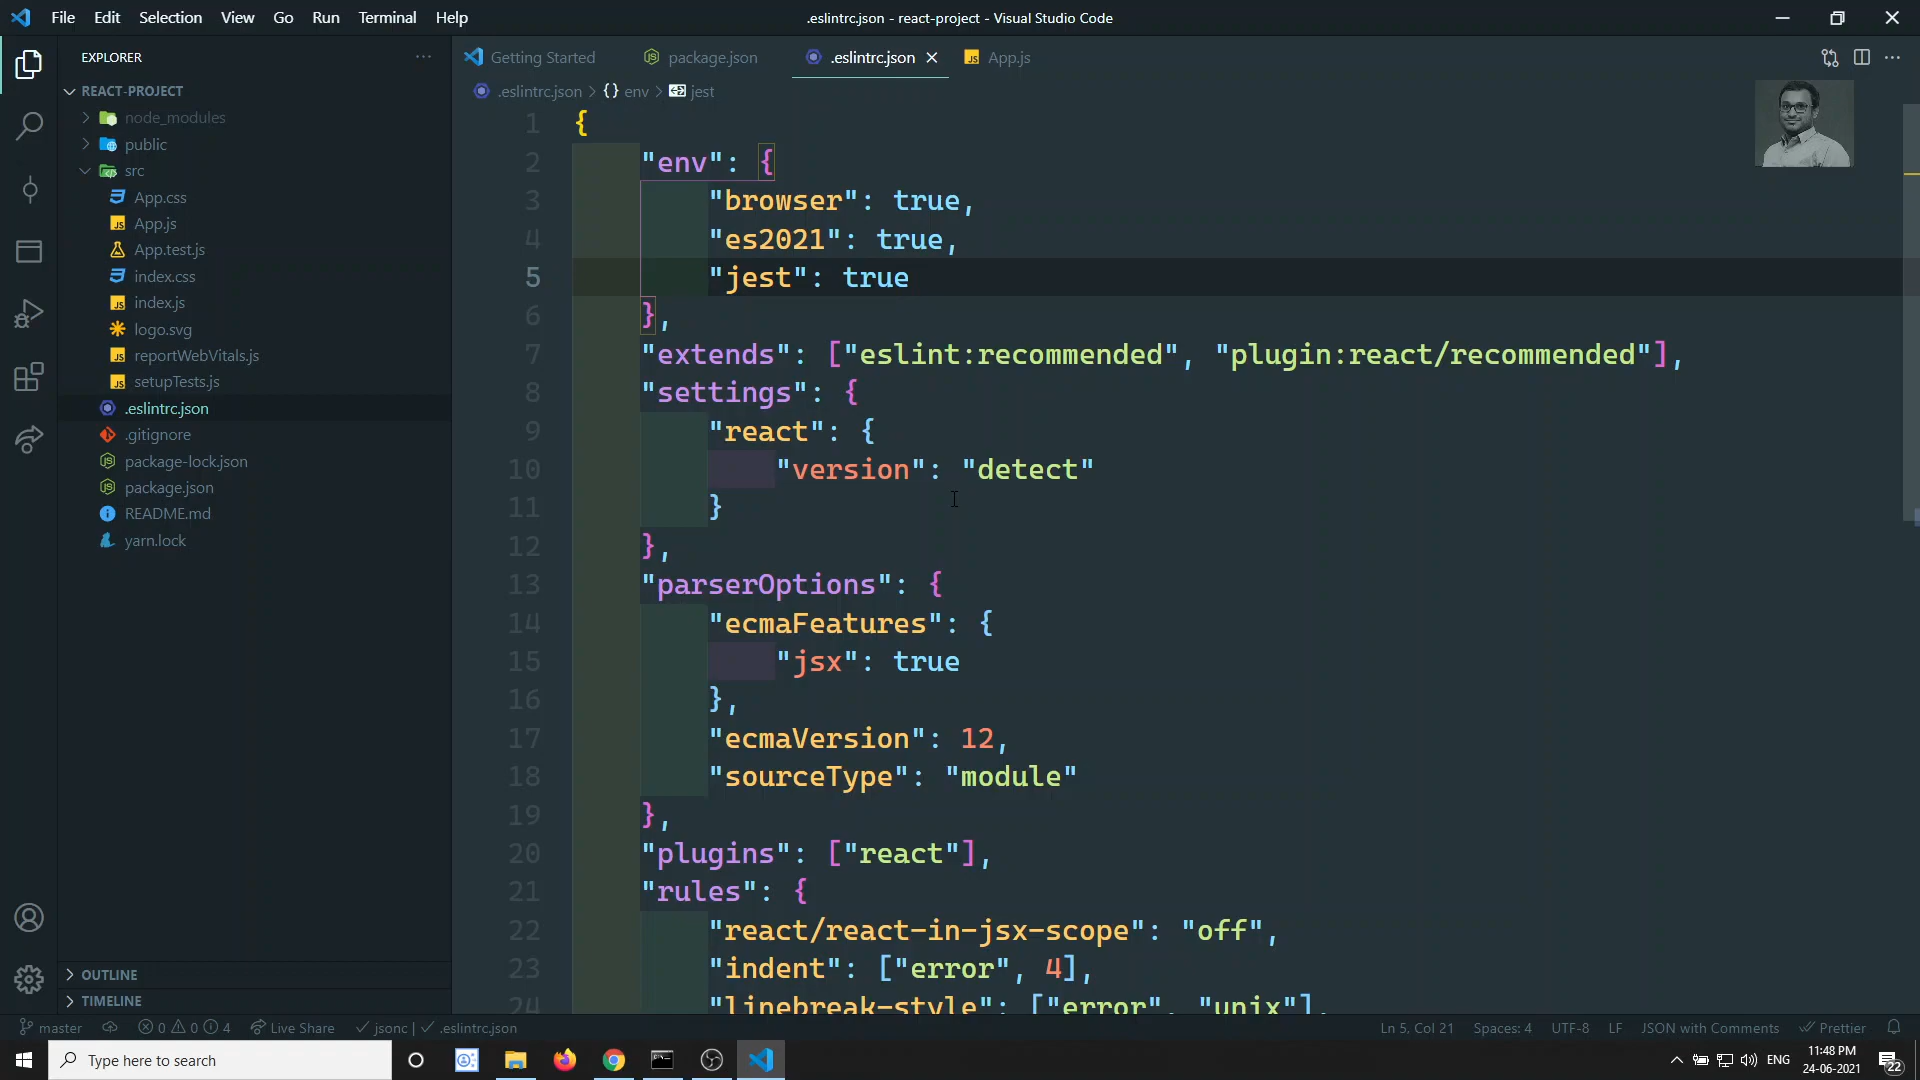 File Edit Selection View Go Run Terminal Help
.eslintrc.json - react-project - Visual Studio Code
EXPLORER
REACT-PROJECT
node_modules
public
src
App.css
App.js
App.test.js
index.css
index.js
logo.svg
reportWebVitals.js
setupTests.js
.eslintrc.json
.gitignore
package-lock.json
package.json
README.md
yarn.lock
OUTLINE
TIMELINE
Getting Started package.json .eslintrc.json App.js
.eslintrc.json > {} env > jest
1 {
2 "env": {
3 "browser": true,
4 "es2021": true,
5 "jest": true
6 },
7 "extends": ["eslint:recommended", "plugin:react/recommended"],
8 "settings": {
9 "react": {
10 "version": "detect"
11 }
12 },
13 "parserOptions": {
14 "ecmaFeatures": {
15 "jsx": true
16 },
17 "ecmaVersion": 12,
18 "sourceType": "module"
19 },
20 "plugins": ["react"],
21 "rules": {
22 "react/react-in-jsx-scope": "off",
23 "indent": ["error", 4],
24 "linebreak-style": ["error", "unix"],
master 0 0 4 Live Share jsonc | .eslintrc.json Ln 5, Col 21 Spaces: 4 UTF-8 LF JSON with Comments Prettier
Type here to search
ENG
11:48 PM
24-06-2021
22